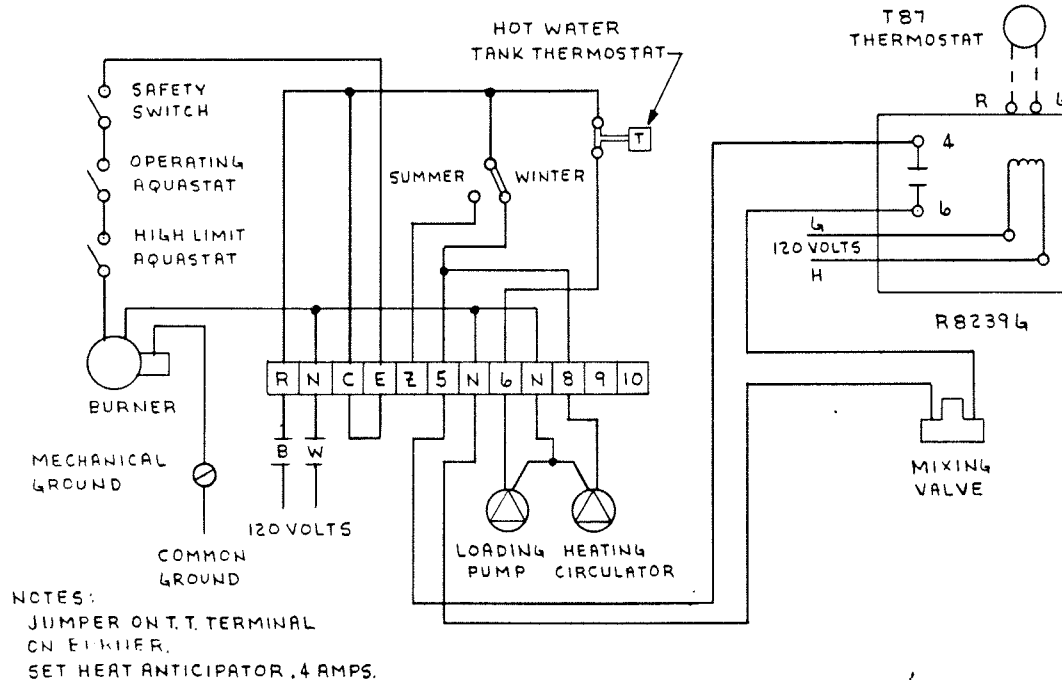 HOT WATER
TANK THERMOSTAT
T87
THERMOSTAT
SAFETY
SWITCH
R
4
T
OPERATING
AQUASTAT
SUMMER
WINTER
6
G
120 VOLTS
H
HIGH LIMIT
AQUASTAT
R8239G
R N C E Z 5 N 6 N 8 9 10
BURNER
B W
MECHANICAL
GROUND
MIXING
VALVE
120 VOLTS
COMMON
GROUND
LOADING
PUMP
HEATING
CIRCULATOR
NOTES:
JUMPER ON T.T. TERMINAL
ON BURNER.
SET HEAT ANTICIPATOR .4 AMPS.